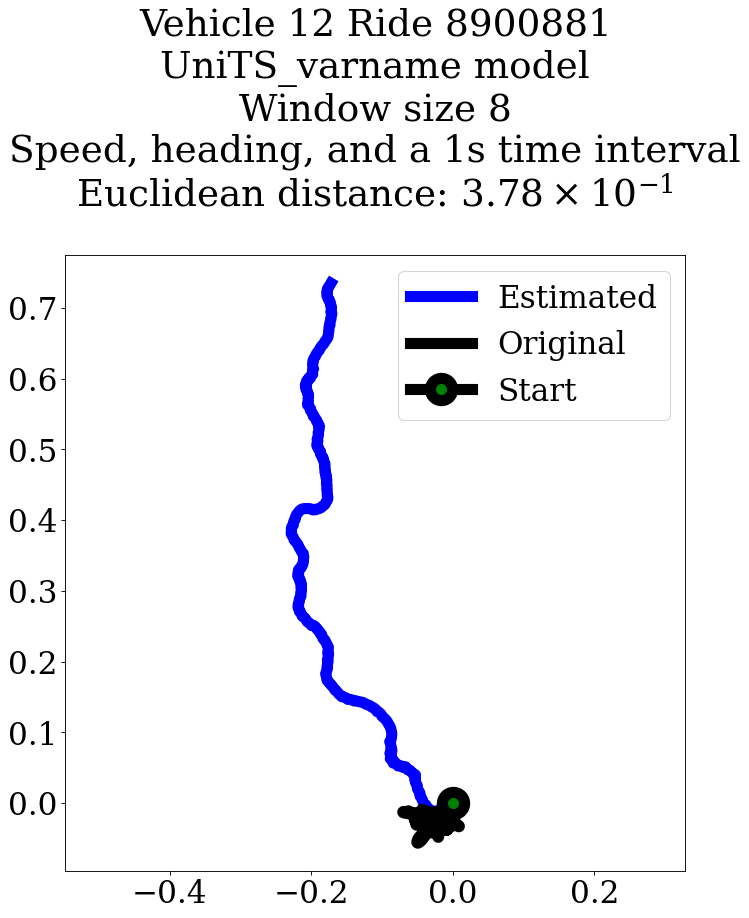 Vehicle 12 Ride 8900881
UniTS_varname model
Window size 8
Speed, heading, and a 1s time interval
Euclidean distance: 3.78 × 10⁻¹
Estimated
Original
Start
0.7
0.6
0.5
0.4
0.3
0.2
0.1
0.0
−0.4
−0.2
0.0
0.2